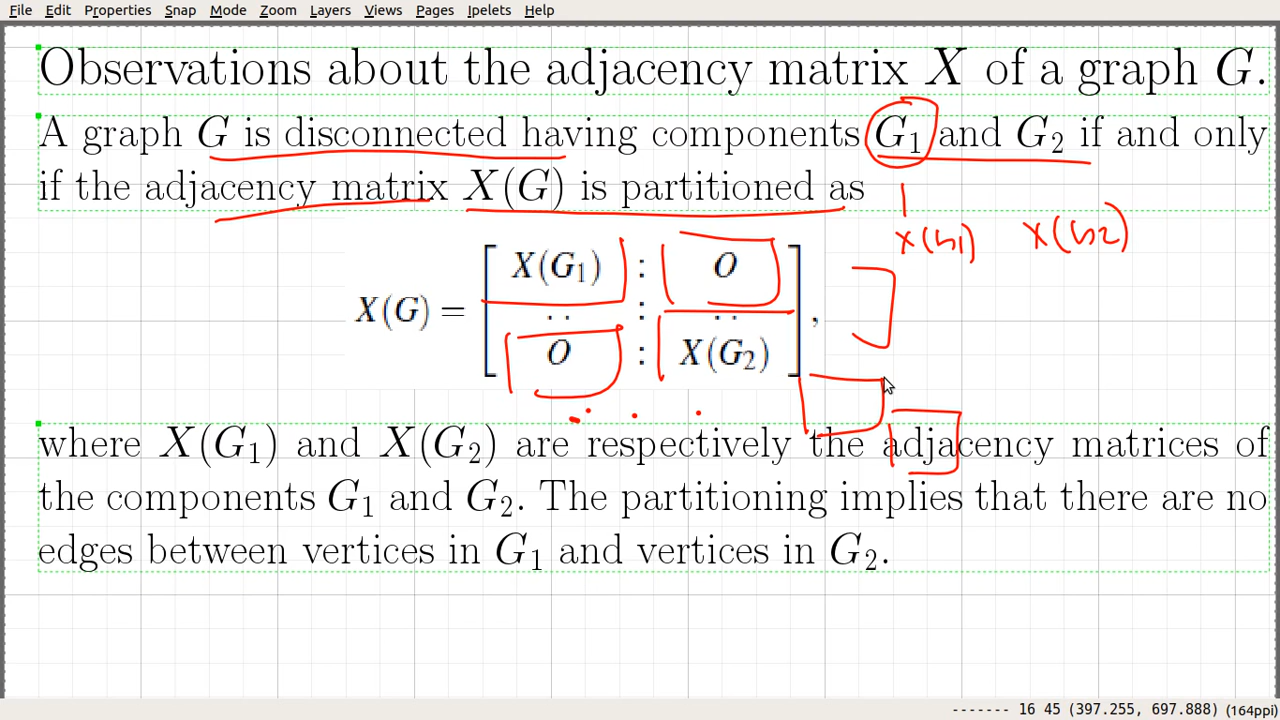 File Edit Properties Snap Mode Zoom Layers Views Pages Ipelets Help
Observations about the adjacency matrix X of a graph G.
A graph G is disconnected having components G₁ and G₂ if and only
if the adjacency matrix X(G) is partitioned as
X(G1) X(G2)
X(G₁) : O
X(G) = . . : . . ,
O : X(G₂)
where X(G₁) and X(G₂) are respectively the adjacency matrices of
the components G₁ and G₂. The partitioning implies that there are no
edges between vertices in G₁ and vertices in G₂.
------- 16 45 (397.255, 697.888) (164ppi)